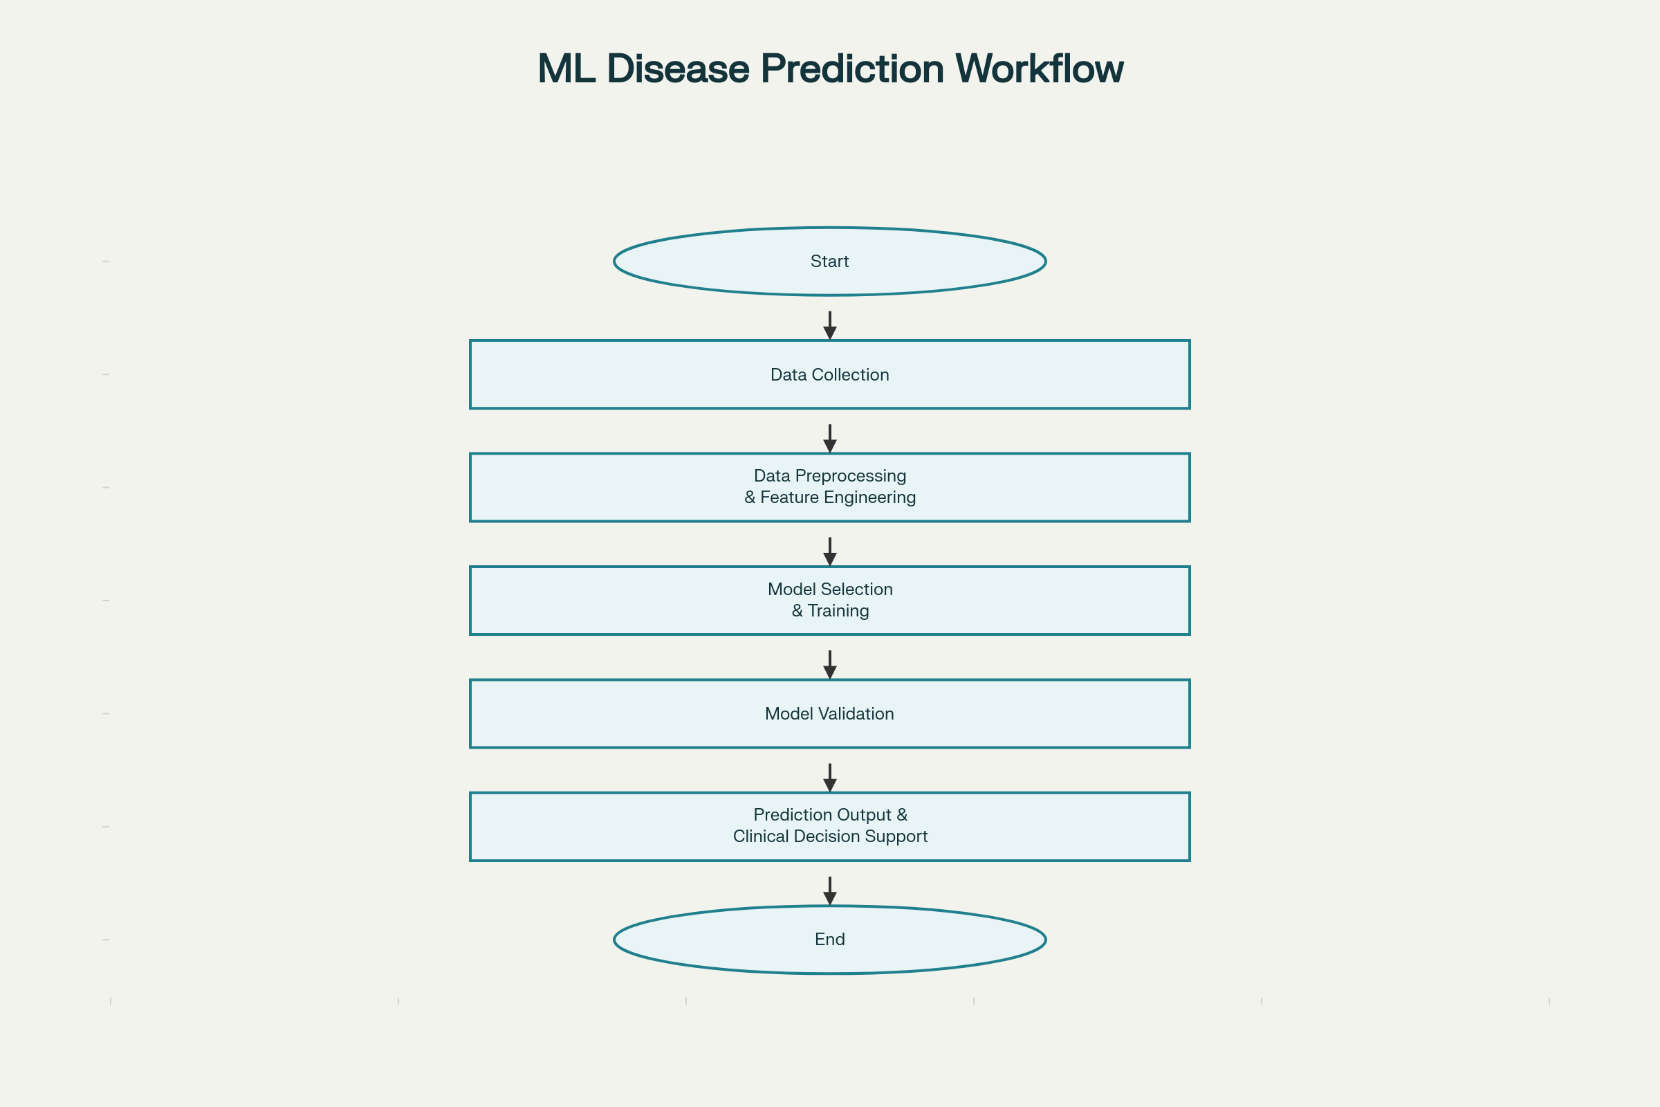 ML Disease Prediction Workflow
Start
Data Collection
Data Preprocessing
& Feature Engineering
Model Selection
& Training
Model Validation
Prediction Output &
Clinical Decision Support
End